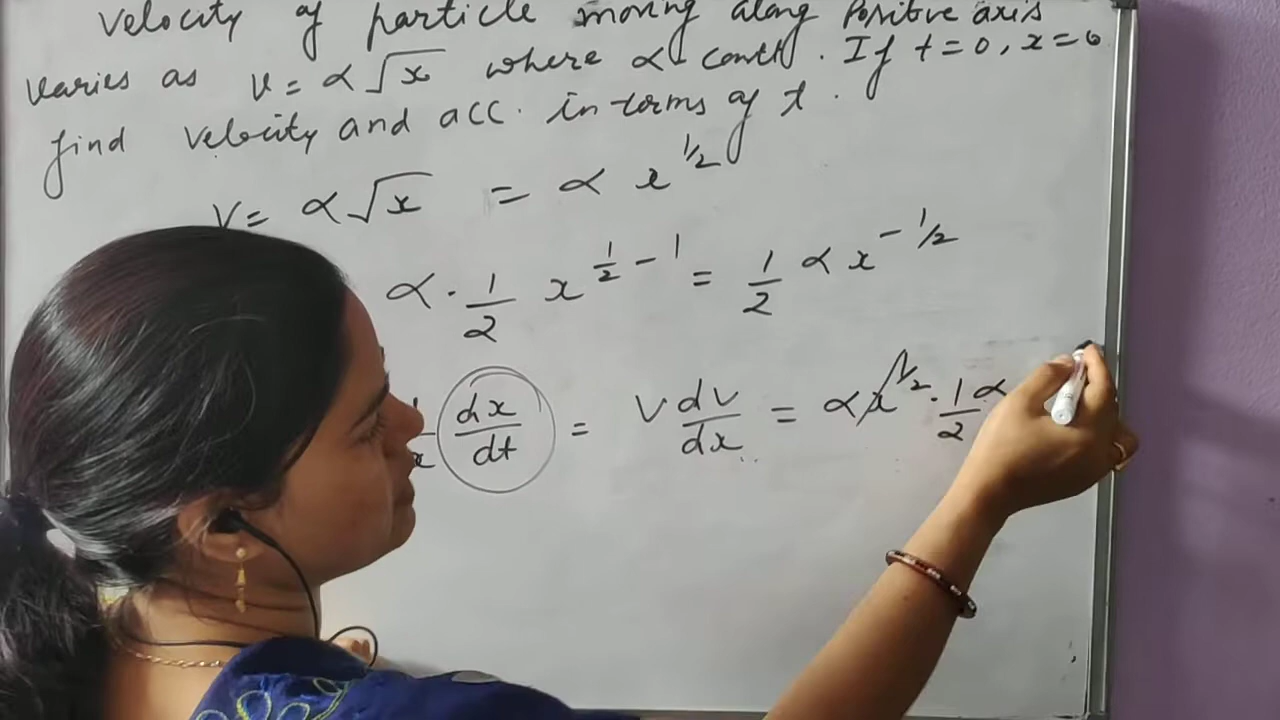 velocity of particle moving along Positive axis
varies as v = α √x where α contt. If t=0, x=0
find velocity and acc. in terms of t.
V = α √x = α x^1/2
α · 1/2 x^1/2 - 1 = 1/2 α x^-1/2
dx/dt = V dv/dx = α x^1/2 · 1/2 α